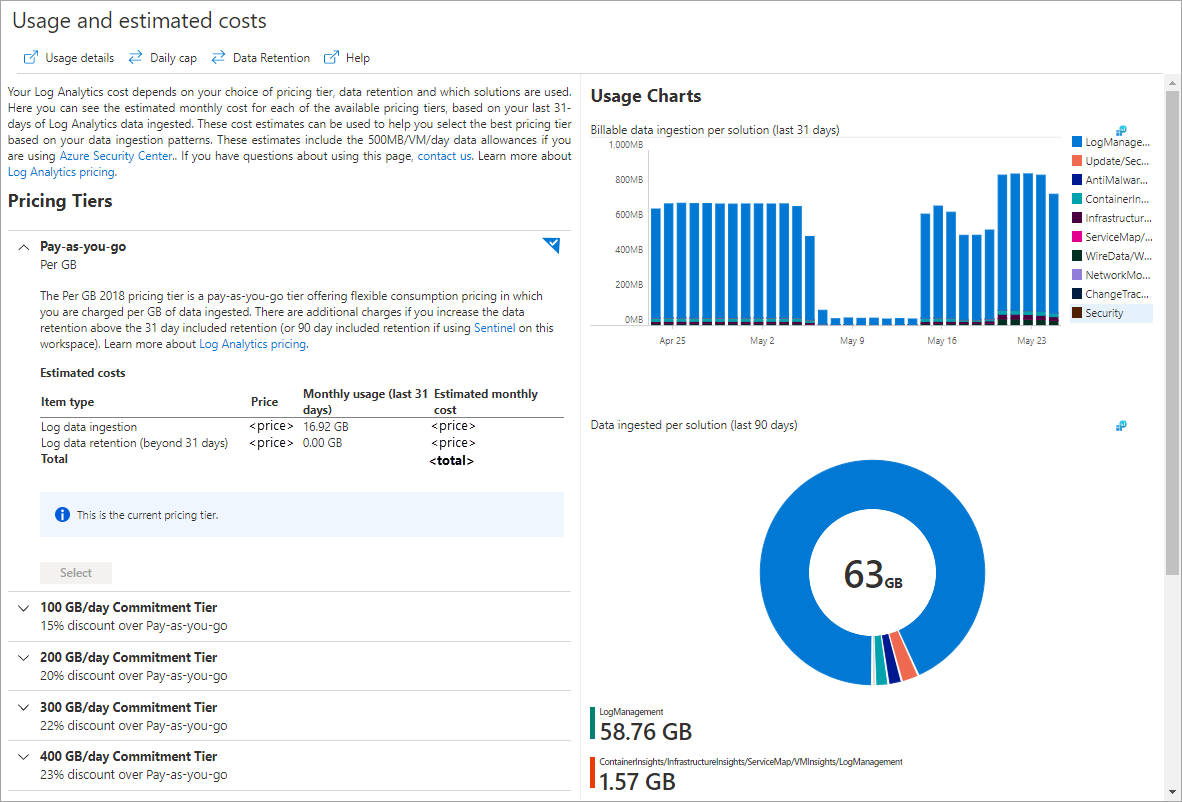 Usage and estimated costs
Usage details
Daily cap
Data Retention
Help
Your Log Analytics cost depends on your choice of pricing tier, data retention and which solutions are used.
Here you can see the estimated monthly cost for each of the available pricing tiers, based on your last 31-
days of Log Analytics data ingested. These cost estimates can be used to help you select the best pricing tier
based on your data ingestion patterns. These estimates include the 500MB/VM/day data allowances if you
are using Azure Security Center.. If you have questions about using this page, contact us. Learn more about
Log Analytics pricing.
Pricing Tiers
Pay-as-you-go
Per GB
The Per GB 2018 pricing tier is a pay-as-you-go tier offering flexible consumption pricing in which
you are charged per GB of data ingested. There are additional charges if you increase the data
retention above the 31 day included retention (or 90 day included retention if using Sentinel on this
workspace). Learn more about Log Analytics pricing.
Estimated costs
Item type Price Monthly usage (last 31 days) Estimated monthly cost
Log data ingestion <price> 16.92 GB <price>
Log data retention (beyond 31 days) <price> 0.00 GB <price>
Total <total>
This is the current pricing tier.
Select
100 GB/day Commitment Tier
15% discount over Pay-as-you-go
200 GB/day Commitment Tier
20% discount over Pay-as-you-go
300 GB/day Commitment Tier
22% discount over Pay-as-you-go
400 GB/day Commitment Tier
23% discount over Pay-as-you-go
Usage Charts
Billable data ingestion per solution (last 31 days)
1,000MB
800MB
600MB
400MB
200MB
0MB
Apr 25
May 2
May 9
May 16
May 23
LogManage...
Update/Sec...
AntiMalwar...
ContainerIn...
Infrastructur...
ServiceMap/...
WireData/W...
NetworkMo...
ChangeTrac...
Security
Data ingested per solution (last 90 days)
63GB
LogManagement
58.76 GB
ContainerInsights/InfrastructureInsights/ServiceMap/VMInsights/LogManagement
1.57 GB